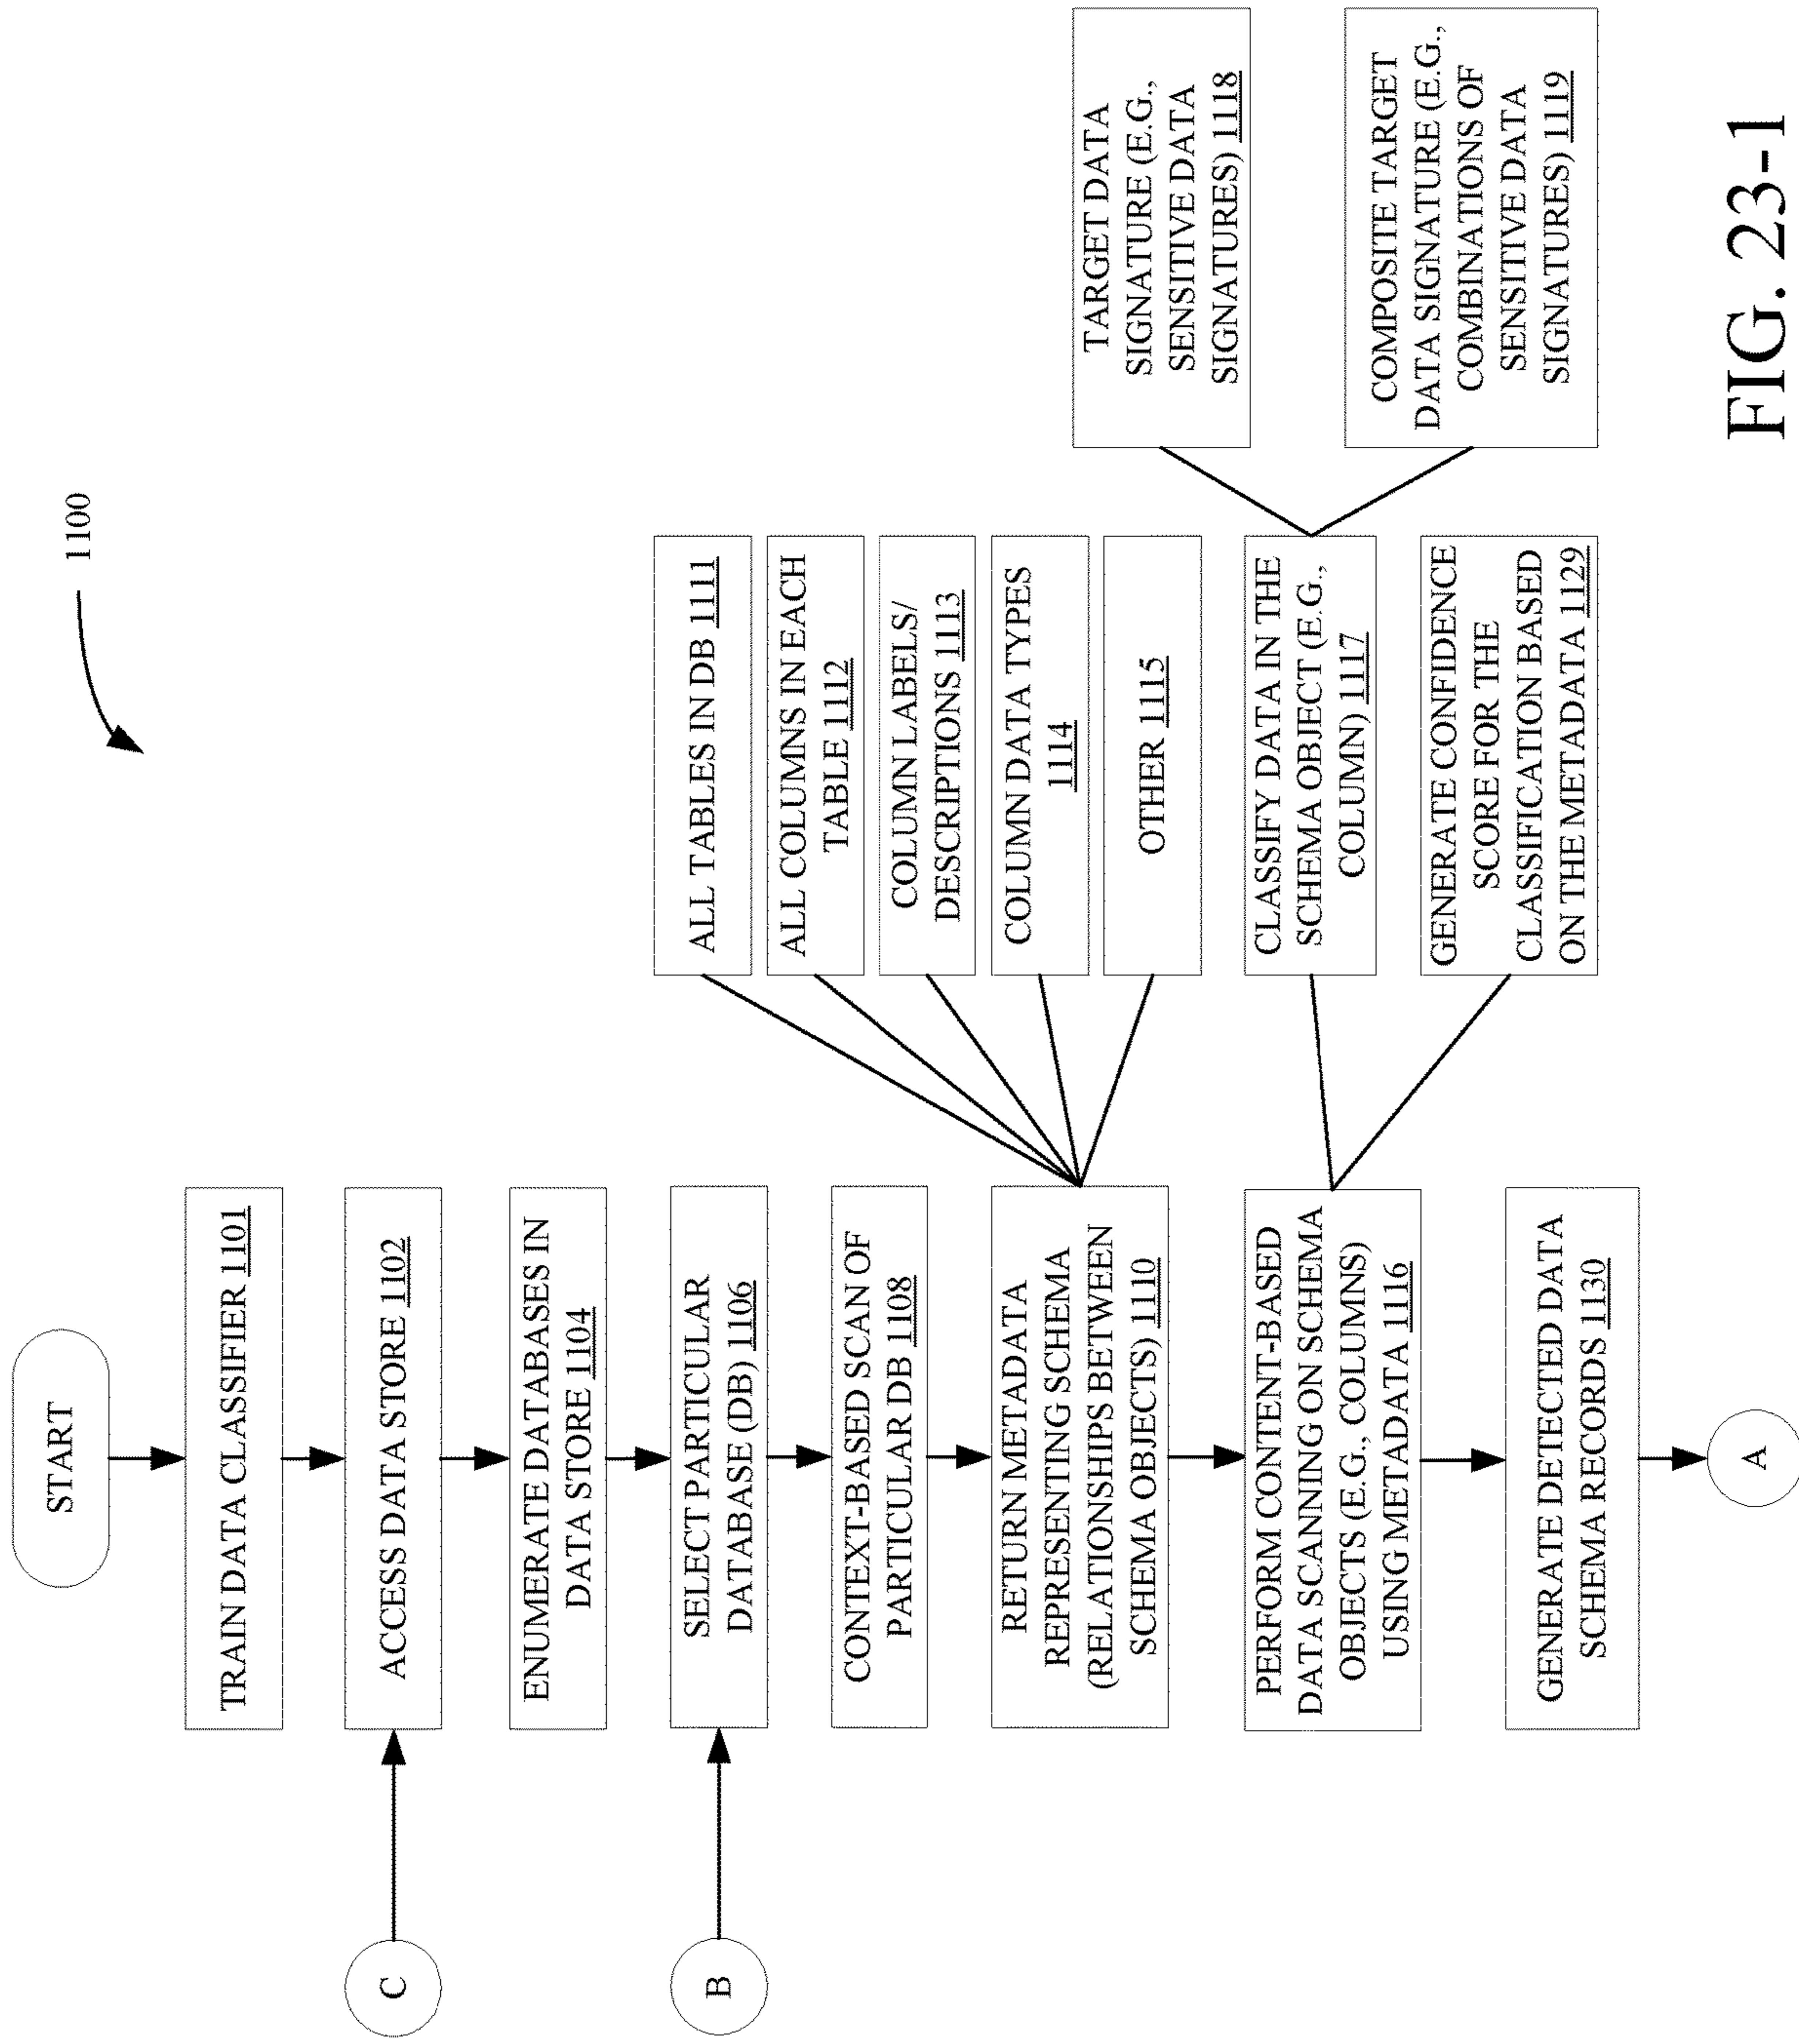 1100
START
TRAIN DATA CLASSIFIER 1101
C
ACCESS DATA STORE 1102
ENUMERATE DATABASES IN
DATA STORE 1104
B
SELECT PARTICULAR
DATABASE (DB) 1106
CONTEXT-BASED SCAN OF
PARTICULAR DB 1108
RETURN METADATA
REPRESENTING SCHEMA
(RELATIONSHIPS BETWEEN
SCHEMA OBJECTS) 1110
ALL TABLES IN DB 1111
ALL COLUMNS IN EACH
TABLE 1112
COLUMN LABELS/
DESCRIPTIONS 1113
COLUMN DATA TYPES
1114
OTHER 1115
PERFORM CONTENT-BASED
DATA SCANNING ON SCHEMA
OBJECTS (E.G., COLUMNS)
USING METADATA 1116
CLASSIFY DATA IN THE
SCHEMA OBJECT (E.G.,
COLUMN) 1117
TARGET DATA
SIGNATURE (E.G.,
SENSITIVE DATA
SIGNATURES) 1118
COMPOSITE TARGET
DATA SIGNATURE (E.G.,
COMBINATIONS OF
SENSITIVE DATA
SIGNATURES) 1119
GENERATE CONFIDENCE
SCORE FOR THE
CLASSIFICATION BASED
ON THE METADATA 1129
GENERATE DETECTED DATA
SCHEMA RECORDS 1130
A
FIG. 23-1